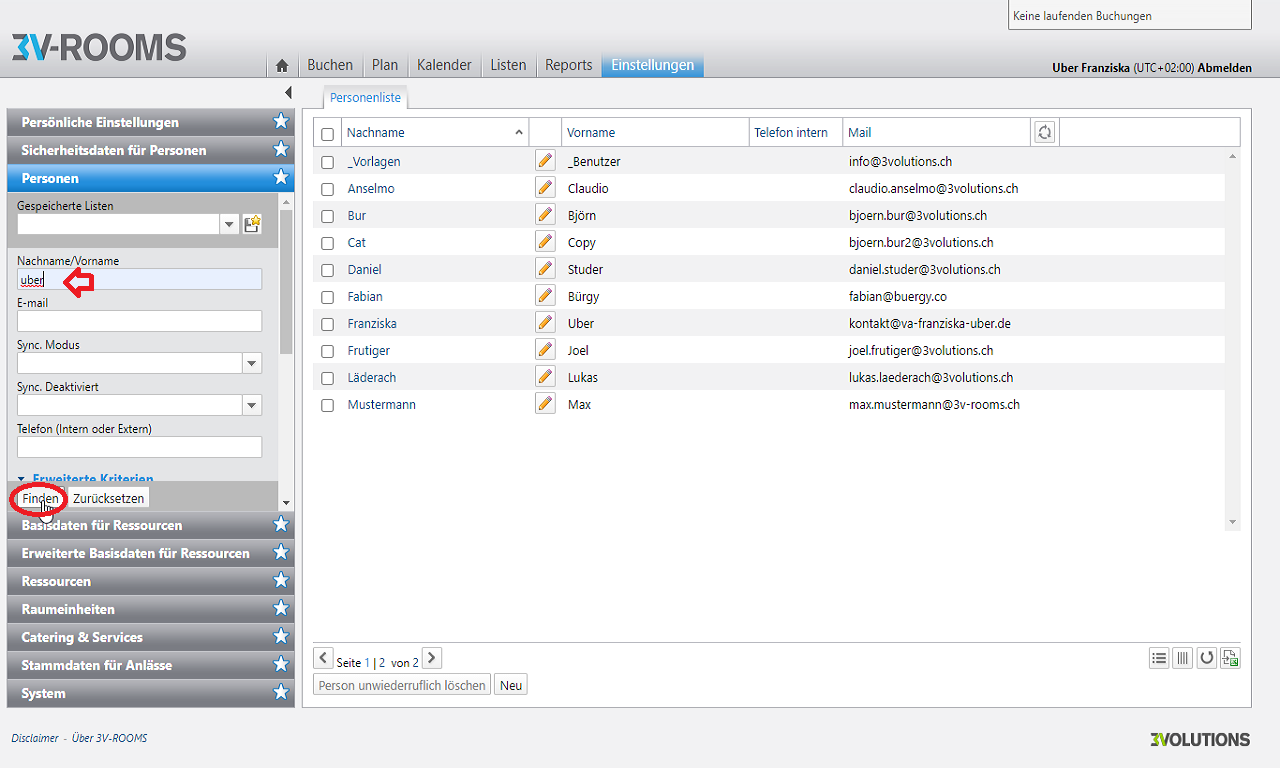 Keine laufenden Buchungen
3V-ROOMS
Buchen Plan Kalender Listen Reports Einstellungen
Uber Franziska (UTC+02:00) Abmelden
Persönliche Einstellungen
Sicherheitsdaten für Personen
Personen
Gespeicherte Listen
Nachname/Vorname
uber
E-mail
Sync. Modus
Sync. Deaktiviert
Telefon (Intern oder Extern)
Erweiterte Kriterien
Finden Zurücksetzen
Basisdaten für Ressourcen
Erweiterte Basisdaten für Ressourcen
Ressourcen
Raumeinheiten
Catering & Services
Stammdaten für Anlässe
System
Personenliste
Nachname Vorname Telefon intern Mail
_Vorlagen _Benutzer info@3volutions.ch
Anselmo Claudio claudio.anselmo@3volutions.ch
Bur Björn bjoern.bur@3volutions.ch
Cat Copy bjoern.bur2@3volutions.ch
Daniel Studer daniel.studer@3volutions.ch
Fabian Bürgy fabian@buergy.co
Franziska Uber kontakt@va-franziska-uber.de
Frutiger Joel joel.frutiger@3volutions.ch
Läderach Lukas lukas.laederach@3volutions.ch
Mustermann Max max.mustermann@3v-rooms.ch
Seite 1 | 2 von 2
Person unwiederruflich löschen Neu
Disclaimer - Über 3V-ROOMS
3VOLUTIONS